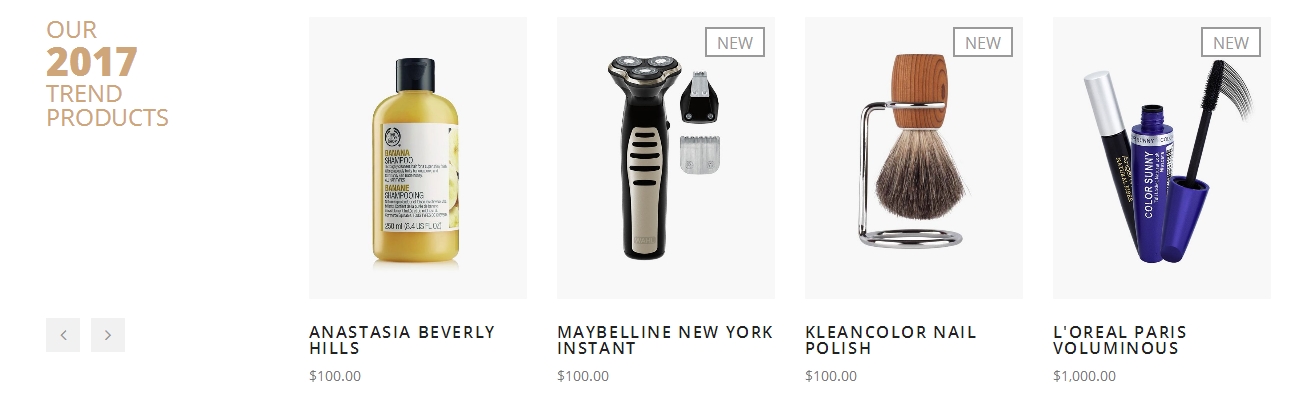 OUR
2017
TREND
PRODUCTS
NEW
NEW
NEW
BANANA
SHAMPOO
BANANE
SHAMPOOING
250 ml (8.4 US FL OZ)
COLOR SUNNY
ANASTASIA BEVERLY
HILLS
$100.00
MAYBELLINE NEW YORK
INSTANT
$100.00
KLEANCOLOR NAIL
POLISH
$100.00
L'OREAL PARIS
VOLUMINOUS
$1,000.00